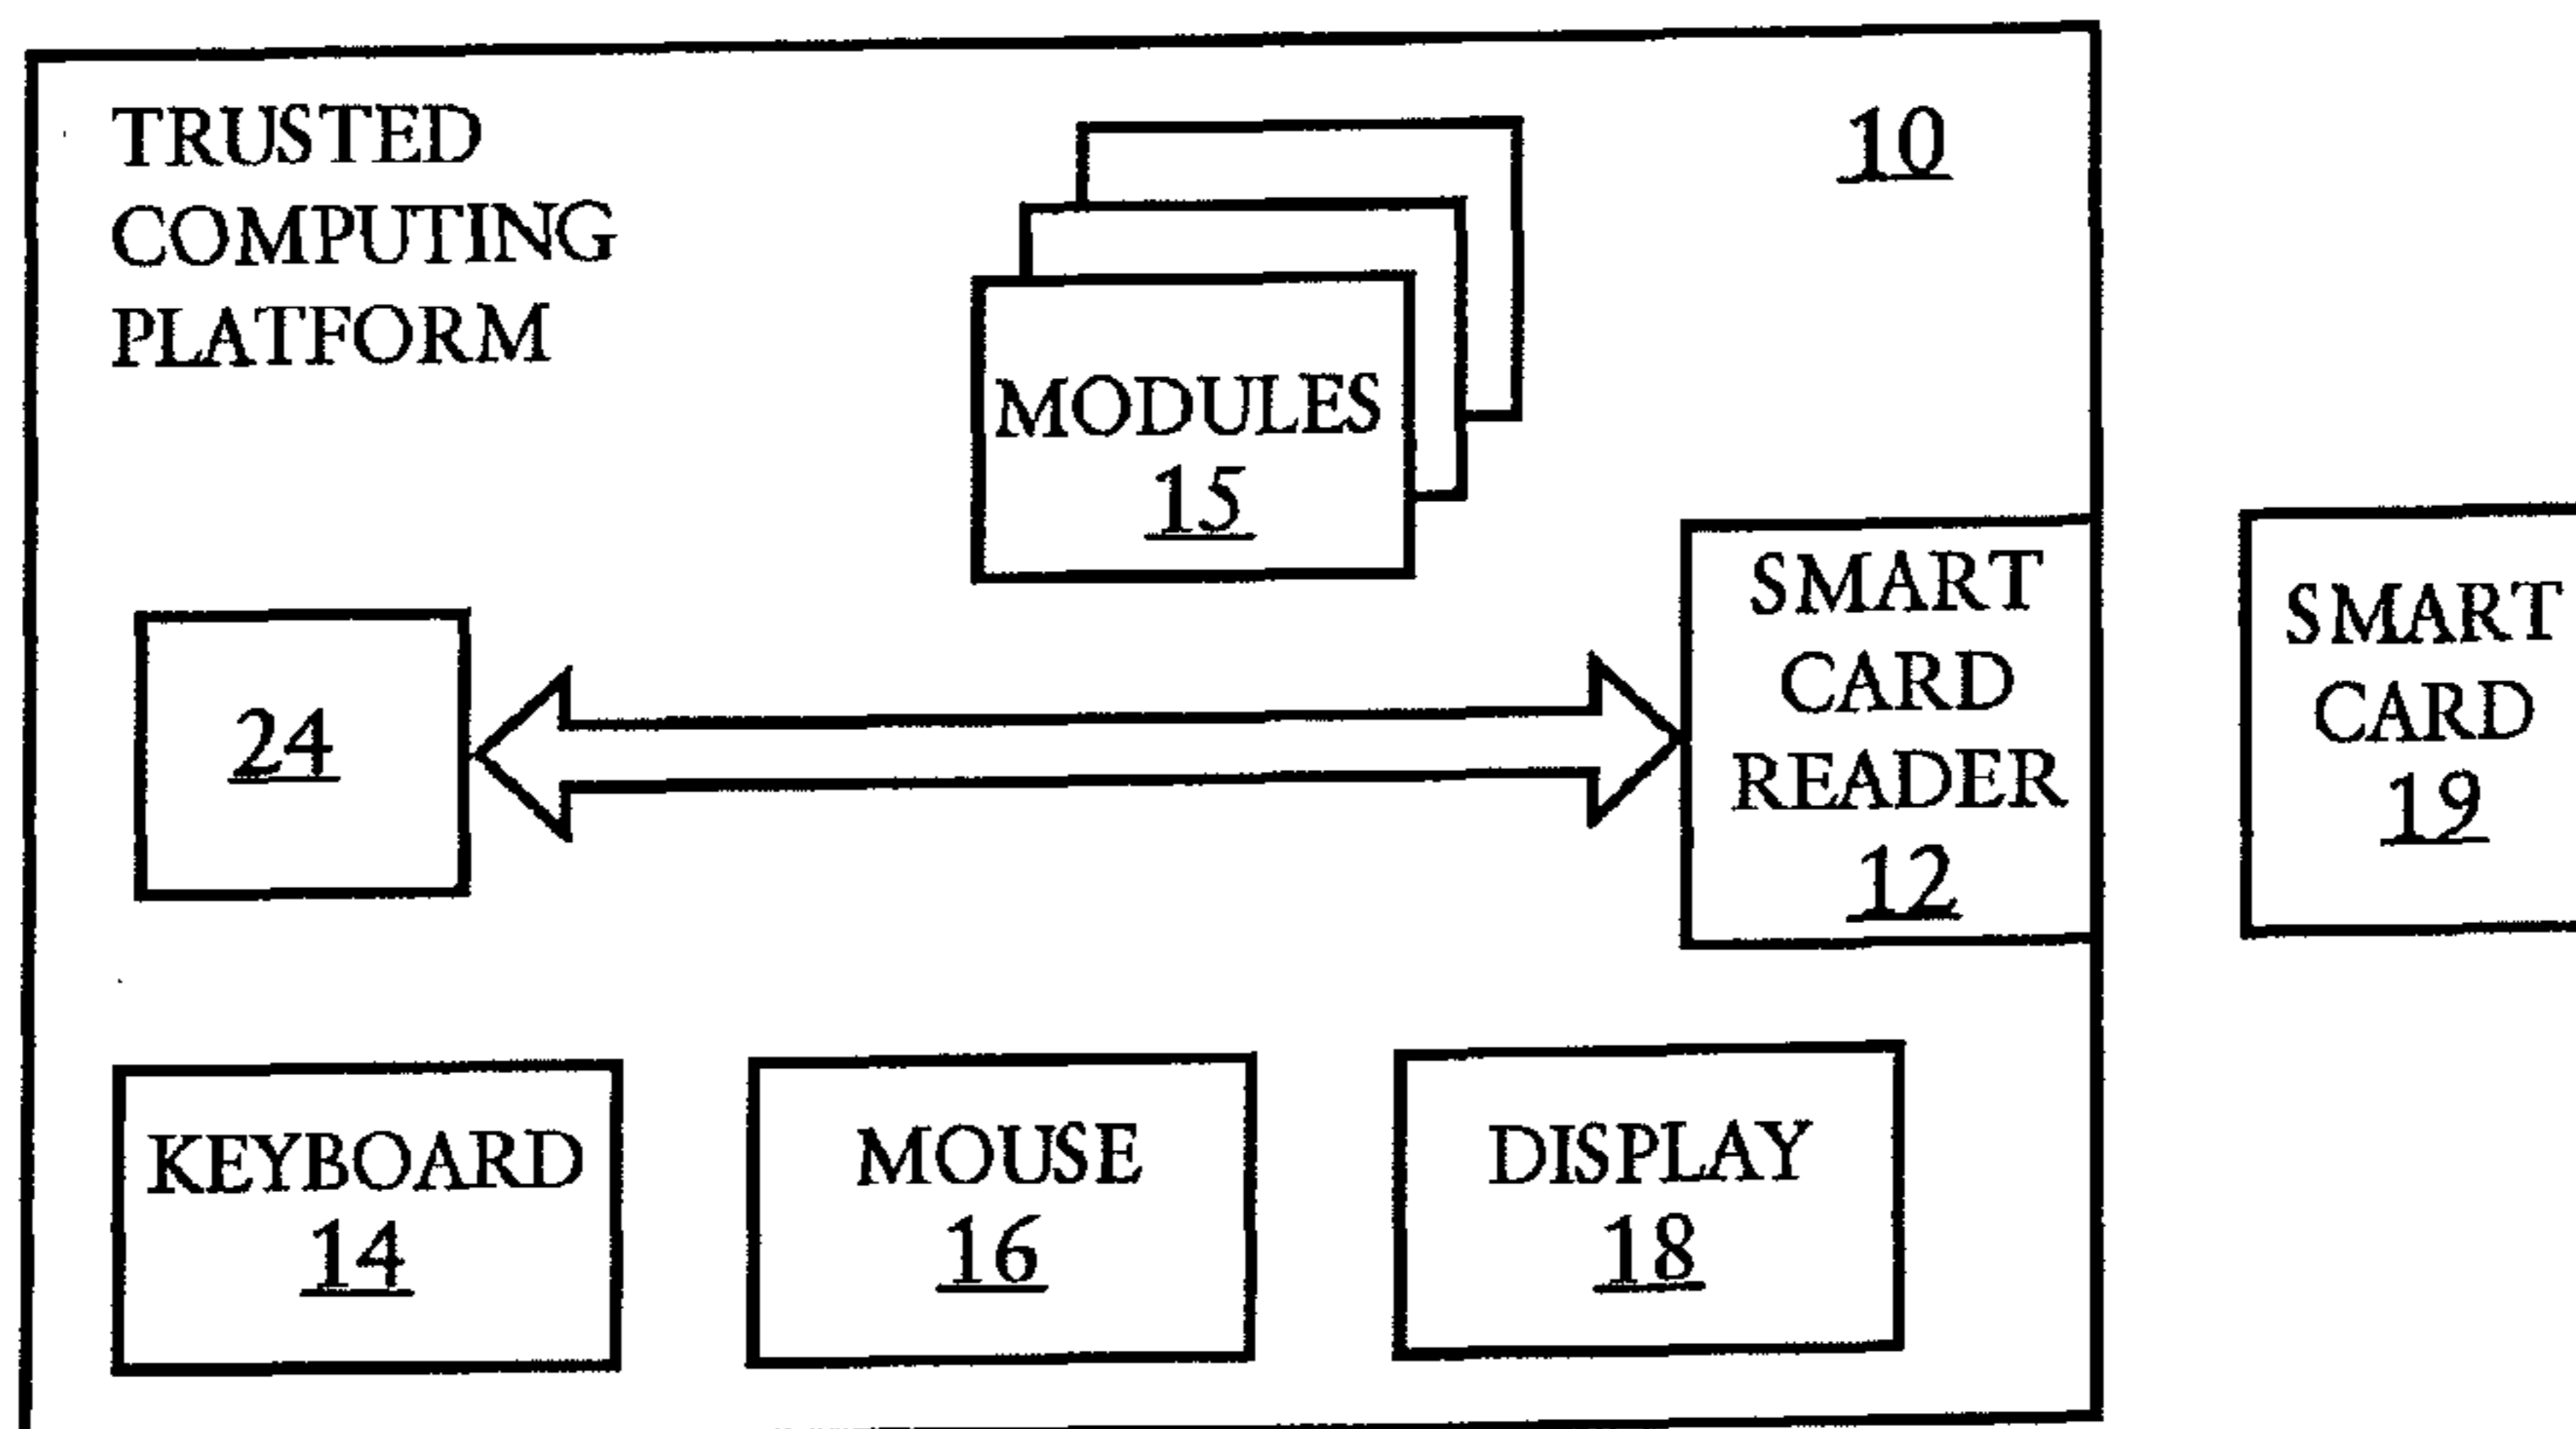 TRUSTED
COMPUTING
PLATFORM
10
MODULES
15
24
SMART
CARD
READER
12
SMART
CARD
19
KEYBOARD
14
MOUSE
16
DISPLAY
18